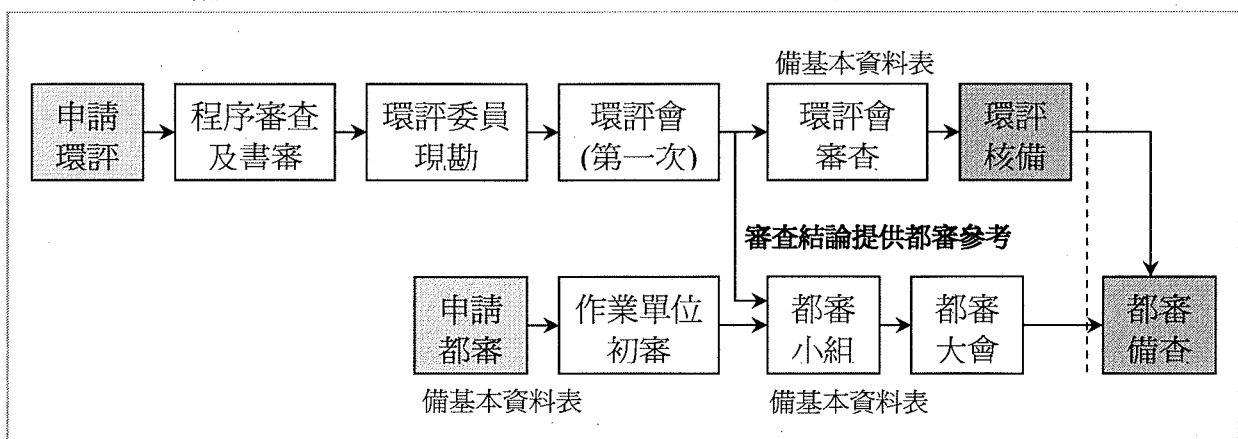 備基本資料表
申請
環評
程序審查
及書審
環評委員
現勘
環評會
(第一次)
環評會
審查
環評
核備
審查結論提供都審參考
申請
都審
作業單位
初審
都審
小組
都審
大會
都審
備查
備基本資料表
備基本資料表